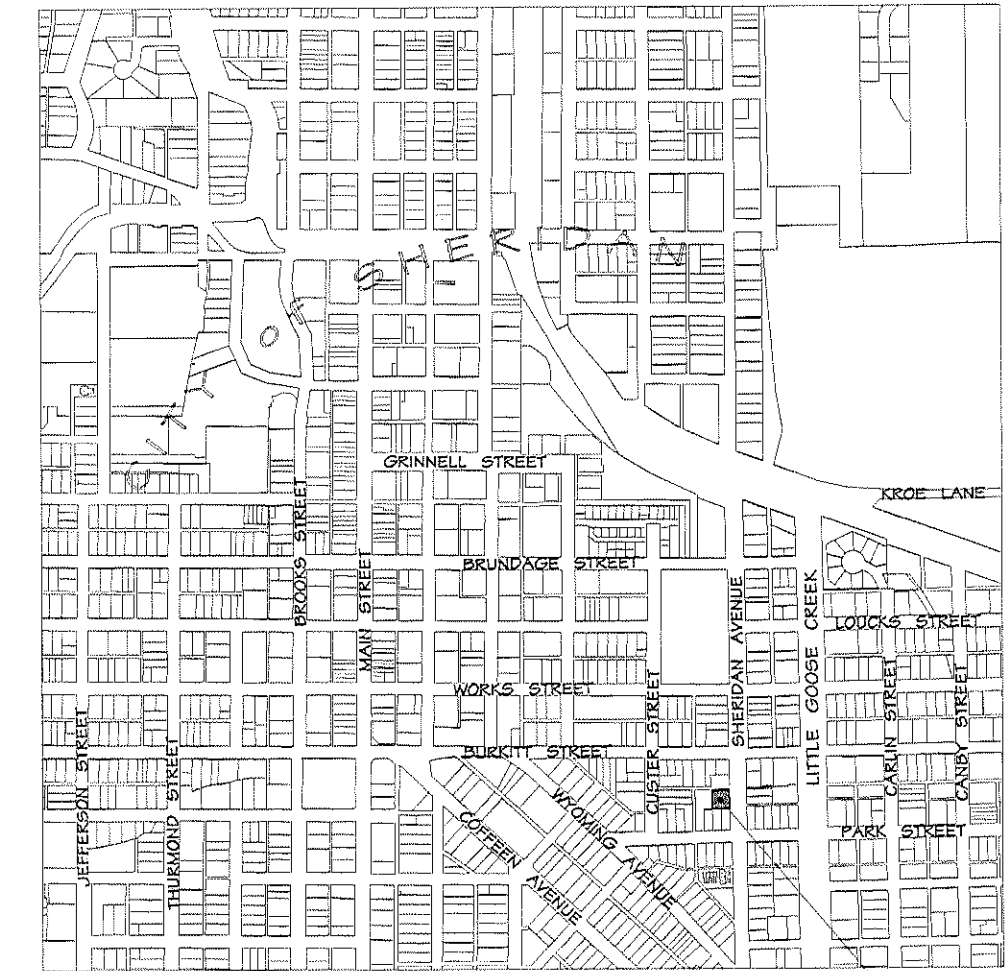 SHERIDAN
GRINNELL STREET
KROE LANE
BROOKS STREET
MAIN STREET
BRUNDAGE STREET
SHERIDAN AVENUE
LITTLE GOOSE CREEK
LOUCKS STREET
WORKS STREET
CUSTER STREET
CARLIN STREET
CANBY STREET
JEFFERSON STREET
THURMOND STREET
BURKITT STREET
COFFEEN AVENUE
WYOMING AVENUE
PARK STREET